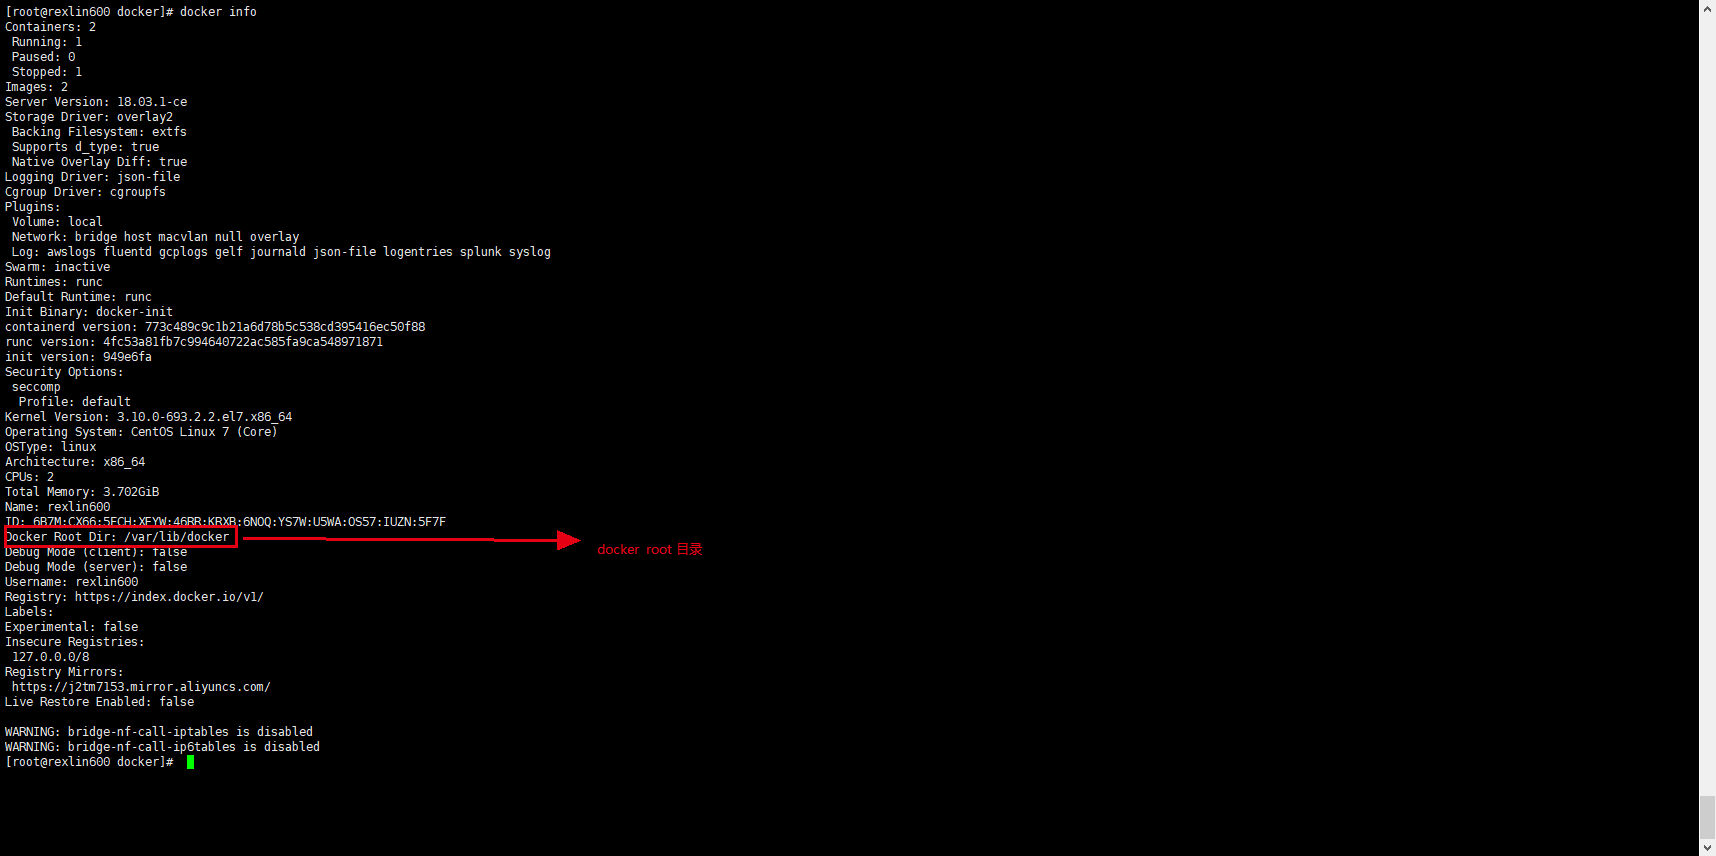 [root@rexlin600 docker]# docker info
Containers: 2
 Running: 1
 Paused: 0
 Stopped: 1
Images: 2
Server Version: 18.03.1-ce
Storage Driver: overlay2
 Backing Filesystem: extfs
 Supports d_type: true
 Native Overlay Diff: true
Logging Driver: json-file
Cgroup Driver: cgroupfs
Plugins:
 Volume: local
 Network: bridge host macvlan null overlay
 Log: awslogs fluentd gcplogs gelf journald json-file logentries splunk syslog
Swarm: inactive
Runtimes: runc
Default Runtime: runc
Init Binary: docker-init
containerd version: 773c489c9c1b21a6d78b5c538cd395416ec50f88
runc version: 4fc53a81fb7c994640722ac585fa9ca548971871
init version: 949e6fa
Security Options:
 seccomp
  Profile: default
Kernel Version: 3.10.0-693.2.2.el7.x86_64
Operating System: CentOS Linux 7 (Core)
OSType: linux
Architecture: x86_64
CPUs: 2
Total Memory: 3.702GiB
Name: rexlin600
ID: 6B7M:CX66:5ECH:XEYW:46RR:KRXB:6NOQ:YS7W:U5WA:OS57:IUZN:5F7F
Docker Root Dir: /var/lib/docker
docker root 目录
Debug Mode (client): false
Debug Mode (server): false
Username: rexlin600
Registry: https://index.docker.io/v1/
Labels:
Experimental: false
Insecure Registries:
 127.0.0.0/8
Registry Mirrors:
 https://j2tm7153.mirror.aliyuncs.com/
Live Restore Enabled: false
WARNING: bridge-nf-call-iptables is disabled
WARNING: bridge-nf-call-ip6tables is disabled
[root@rexlin600 docker]#